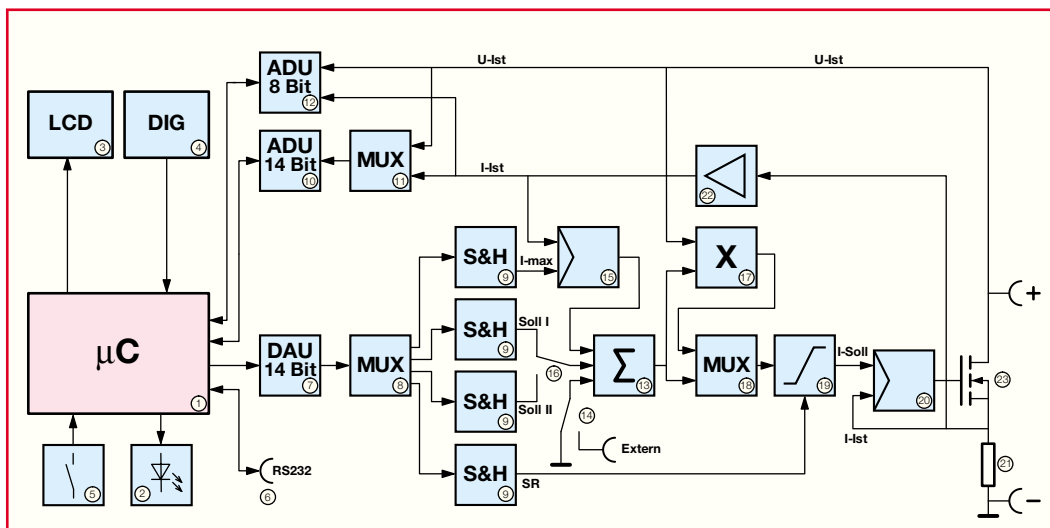 ADU
8 Bit
12
U-Ist
U-Ist
LCD
3
DIG
4
ADU
14 Bit
10
MUX
11
I-Ist
22
S&H
9
I-max
15
X
17
+
µC
1
DAU
14 Bit
7
MUX
8
S&H
9
Soll I
16
Σ
13
MUX
18
19
I-Soll
20
23
S&H
9
Soll II
14
Extern
I-Ist
5
2
RS232
6
S&H
9
SR
21
−